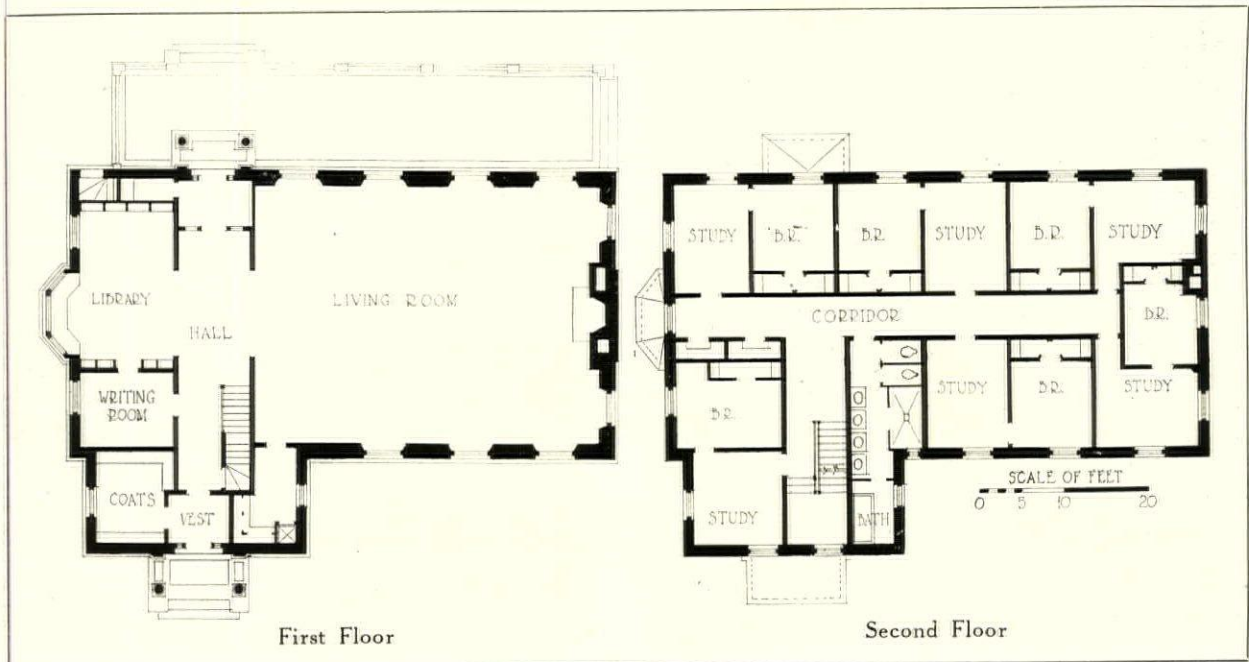 LIBRARY
LIVING ROOM
HALL
WRITING
ROOM
COATS
VEST
First Floor
STUDY
B.R.
B.R.
STUDY
B.R.
STUDY
CORRIDOR
B.R.
B.R.
STUDY
B.R.
STUDY
STUDY
BATH
SCALE OF FEET
0 5 10 20
Second Floor